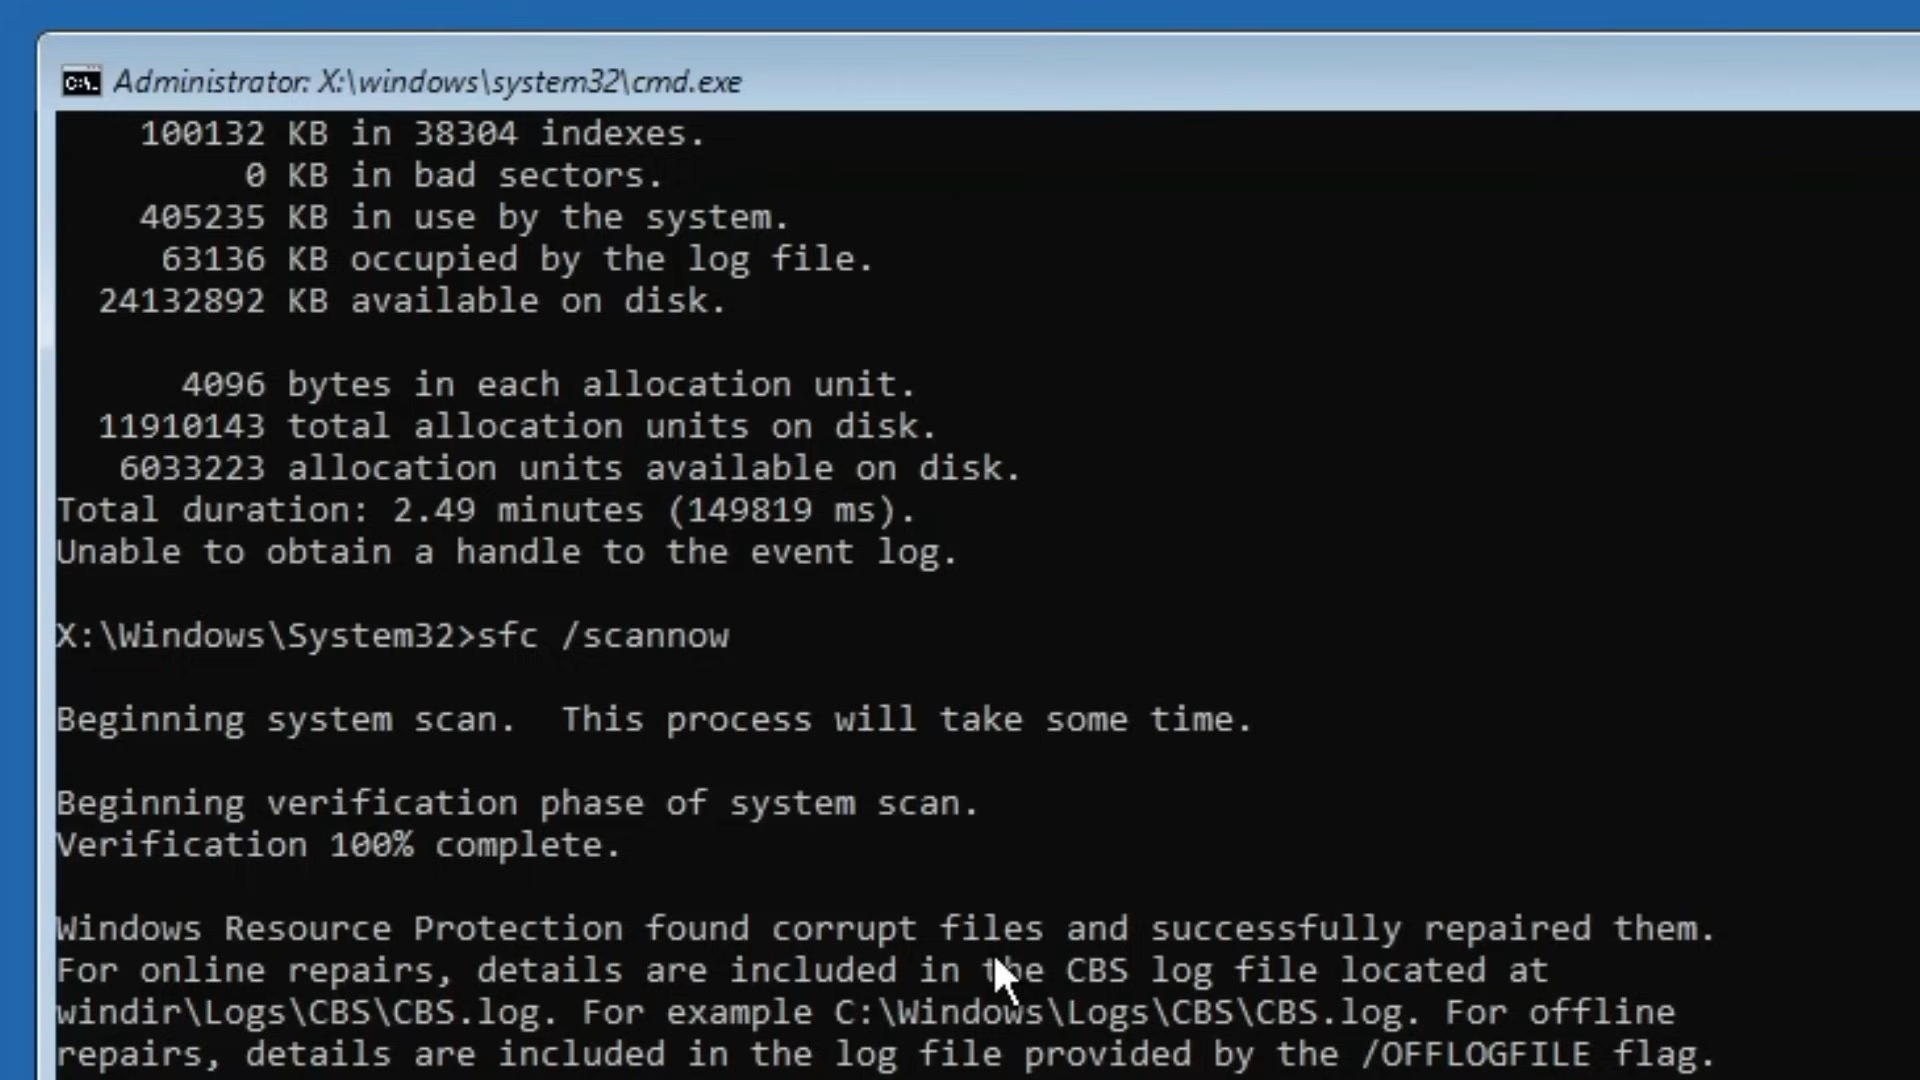 Administrator: X:\windows\system32\cmd.exe
100132 KB in 38304 indexes.
0 KB in bad sectors.
405235 KB in use by the system.
63136 KB occupied by the log file.
24132892 KB available on disk.
4096 bytes in each allocation unit.
11910143 total allocation units on disk.
6033223 allocation units available on disk.
Total duration: 2.49 minutes (149819 ms).
Unable to obtain a handle to the event log.
X:\Windows\System32>sfc /scannow
Beginning system scan.  This process will take some time.
Beginning verification phase of system scan.
Verification 100% complete.
Windows Resource Protection found corrupt files and successfully repaired them.
For online repairs, details are included in the CBS log file located at
windir\Logs\CBS\CBS.log. For example C:\Windows\Logs\CBS\CBS.log. For offline
repairs, details are included in the log file provided by the /OFFLOGFILE flag.